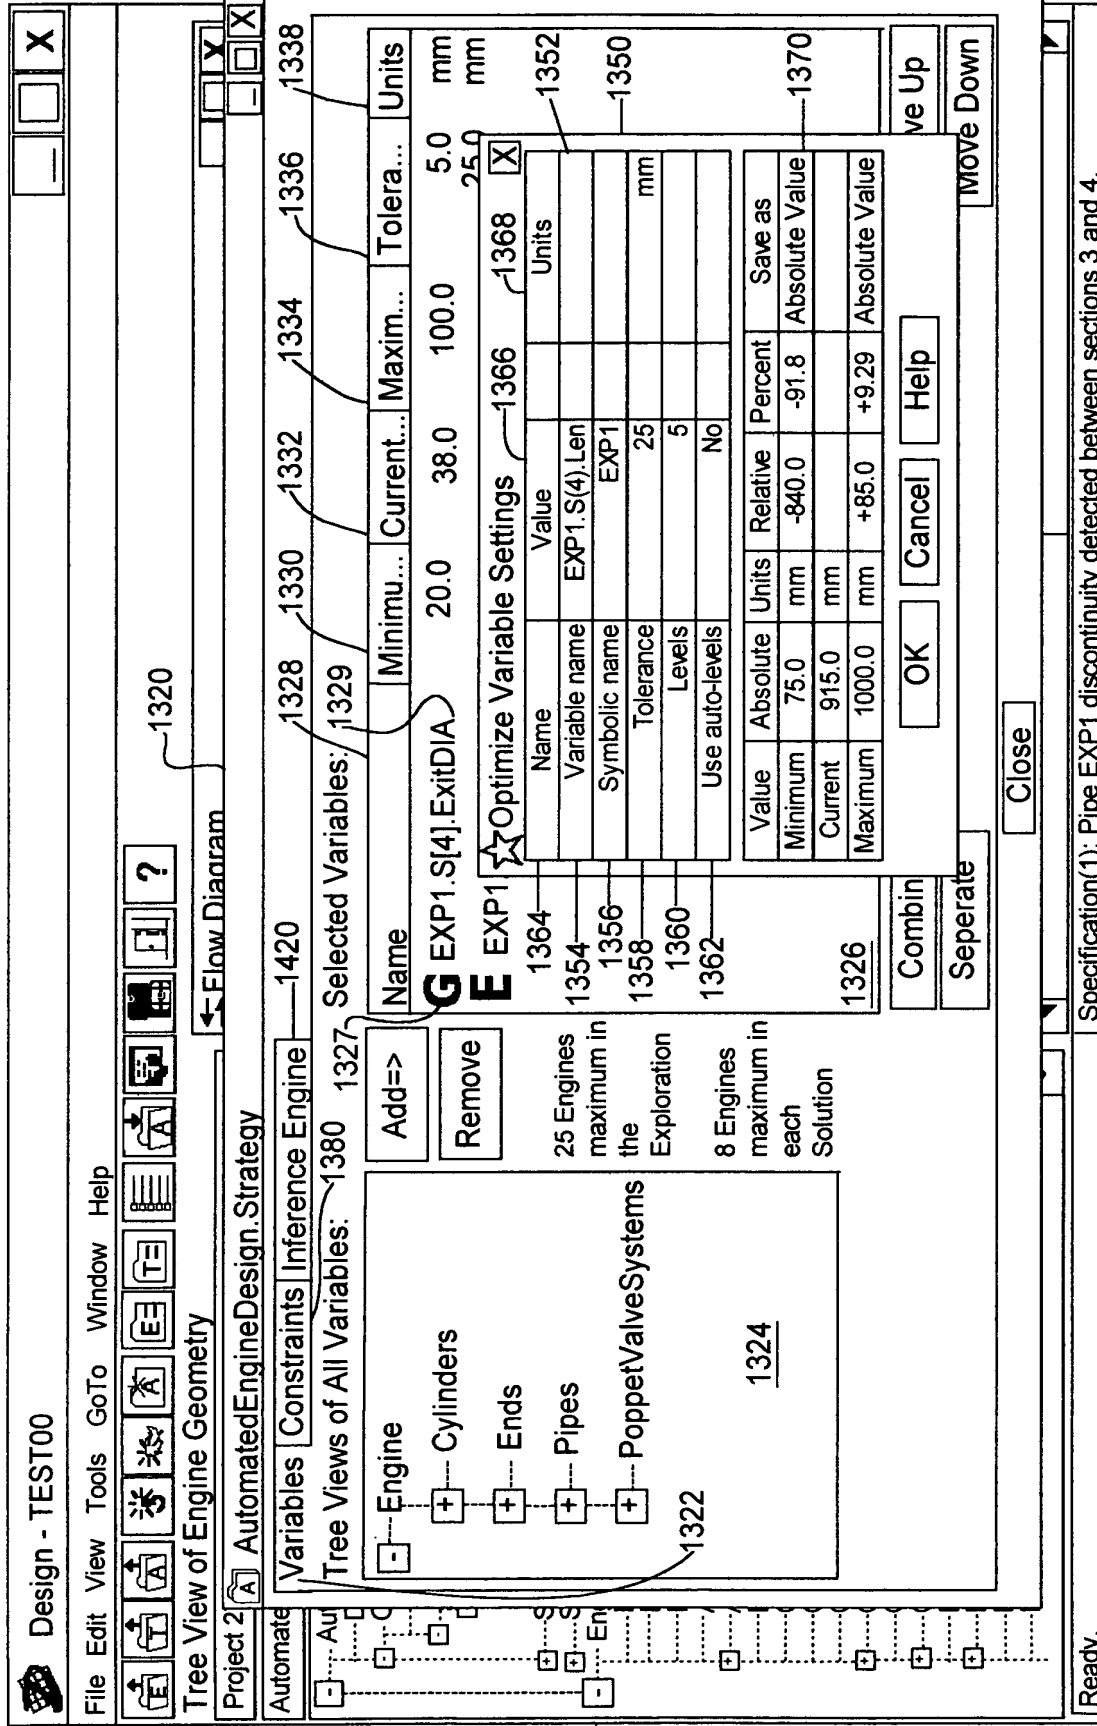 Design - TEST00
File Edit View Tools GoTo Window Help
E T A A E T A ?
Tree View of Engine Geometry
Flow Diagram
1320
Project 2
A AutomatedEngineDesign.Strategy
Automate
Variables Constraints Inference Engine
1420
1380
1322
Tree Views of All Variables:
Engine
Cylinders
Ends
Pipes
PoppetValveSystems
1324
Add=>
Remove
25 Engines
maximum in
the
Exploration
8 Engines
maximum in
each
Solution
1327
Selected Variables:
1328
1329
1330
1332
1334
1336
1338
Name Minimu... Current... Maxim... Tolera... Units
G EXP1.S[4].ExitDIA 20.0 38.0 100.0 5.0 mm
E EXP1 25.0 mm
Optimize Variable Settings X
1366
1368
1352
1350
1370
Name Value Units
Variable name EXP1.S(4).Len
Symbolic name EXP1
Tolerance 25 mm
Levels 5
Use auto-levels No
1364
1354
1356
1358
1360
1362
Value Absolute Units Relative Percent Save as
Minimum 75.0 mm -840.0 -91.8 Absolute Value
Current 915.0 mm
Maximum 1000.0 mm +85.0 +9.29 Absolute Value
OK Cancel Help
1326
Combin
Seperate
ve Up
Move Down
Close
Aut
En
Ready.
Specification(1): Pipe EXP1 discontinuity detected between sections 3 and 4.